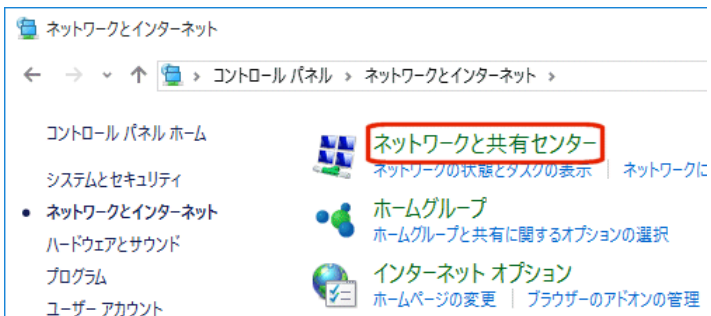 ネットワークとインターネット
コントロール パネル › ネットワークとインターネット ›
コントロール パネル ホーム
システムとセキュリティ
ネットワークとインターネット
ハードウェアとサウンド
プログラム
ユーザー アカウント
ネットワークと共有センター
ネットワークの状態とタスクの表示 | ネットワークに
ホームグループ
ホームグループと共有に関するオプションの選択
インターネット オプション
ホームページの変更 | ブラウザーのアドオンの管理